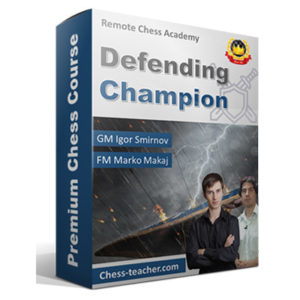 Remote Chess Academy
Defending
Champion
GM Igor Smirnov
FM Marko Makaj
Chess-teacher.com
Premium Chess Course